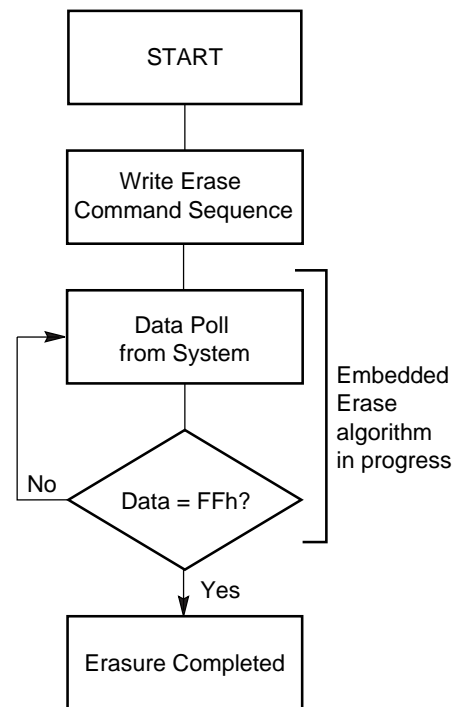 START
Write Erase
Command Sequence
Data Poll
from System
Embedded
Erase
algorithm
in progress
No
Data = FFh?
Yes
Erasure Completed